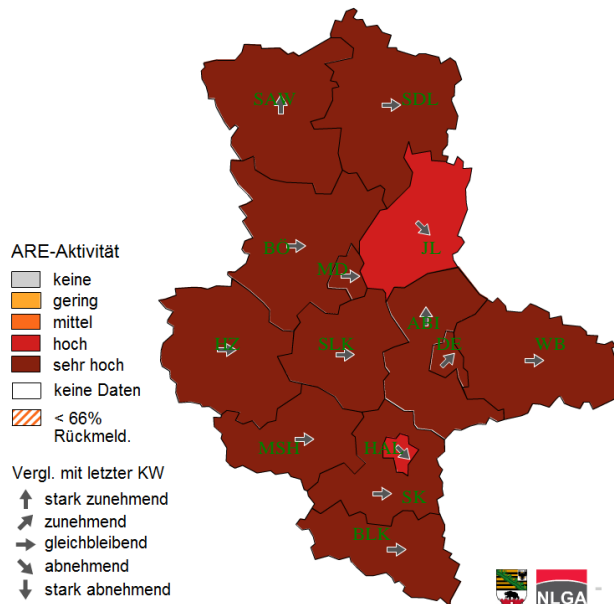 SAW
SDL
JL
BO
MD
ABI
HZ
SLK
DE
WB
MSH
HAL
SK
BLK
ARE-Aktivität
keine
gering
mittel
hoch
sehr hoch
keine Daten
< 66%
Rückmeld.
Vergl. mit letzter KW
stark zunehmend
zunehmend
gleichbleibend
abnehmend
stark abnehmend
NLGA